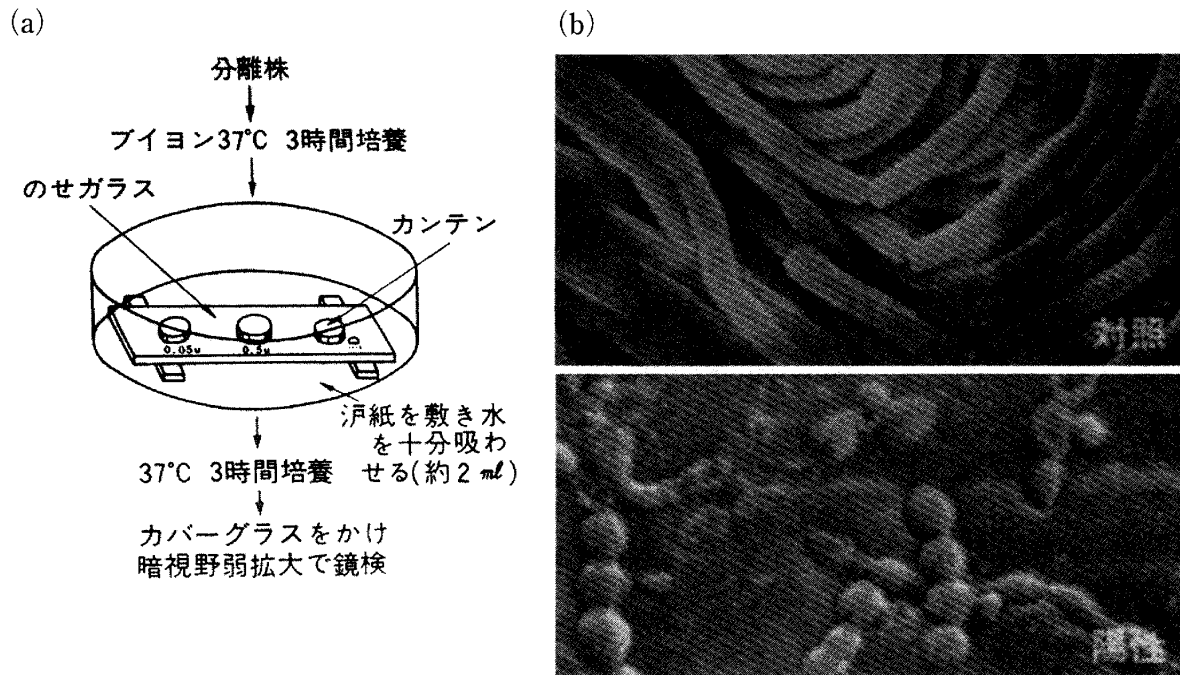 (a)
分離株
ブイヨン37℃ 3時間培養
のせガラス
カンテン
0.05u
0.5u
沪紙を敷き水
を十分吸わ
せる(約2㎖)
37℃ 3時間培養
カバーグラスをかけ
暗視野弱拡大で鏡検
(b)
対照
陽性